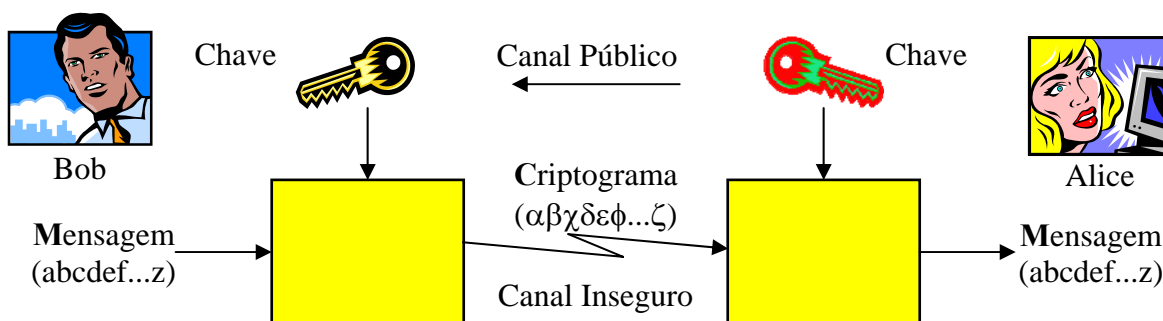 Chave
Canal Público
Chave
Bob
Alice
Criptograma
(αβχδεϕ...ζ)
Mensagem
(abcdef...z)
Mensagem
(abcdef...z)
Canal Inseguro